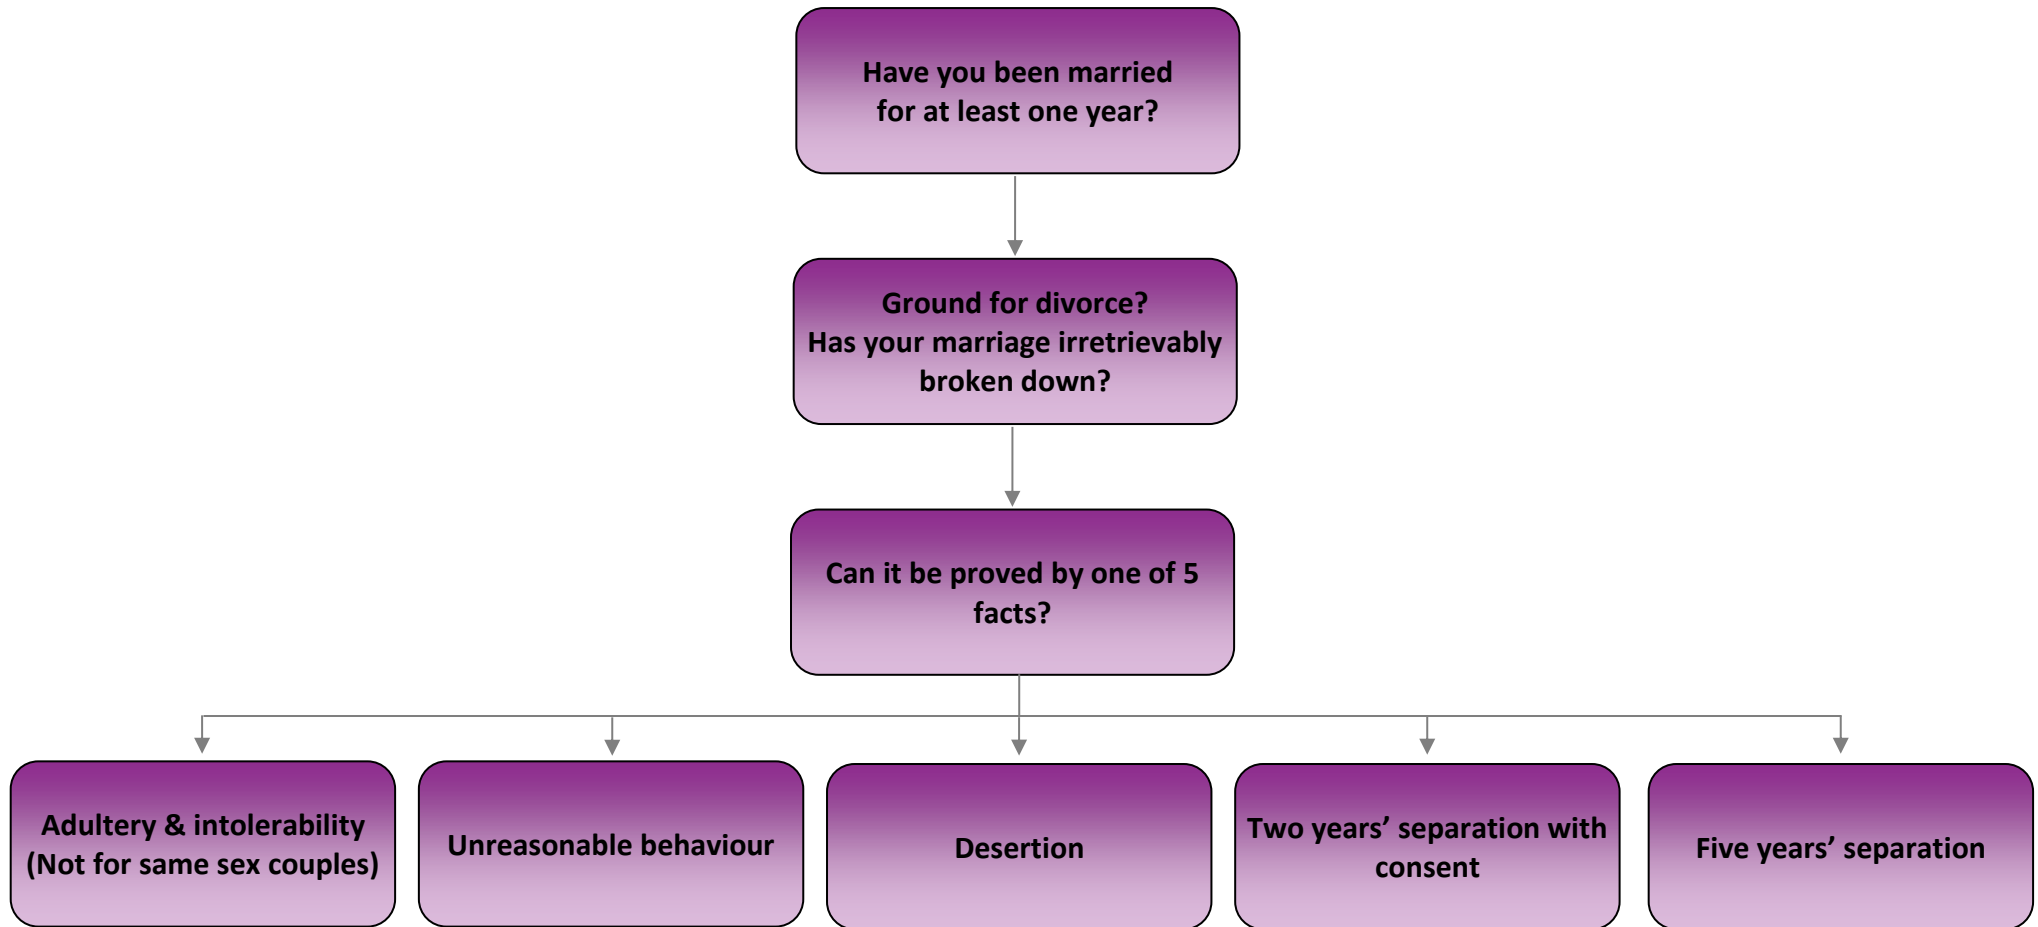 Have you been married
for at least one year?
Ground for divorce?
Has your marriage irretrievably
broken down?
Can it be proved by one of 5
facts?
Adultery & intolerability
(Not for same sex couples)
Unreasonable behaviour
Desertion
Two years’ separation with
consent
Five years’ separation